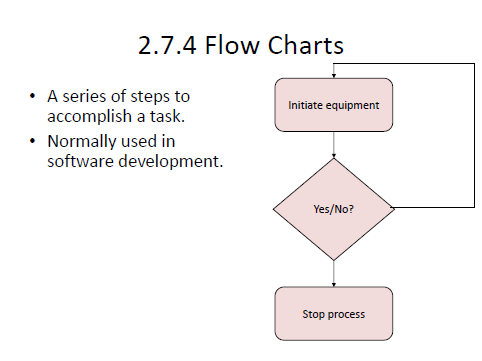 2.7.4 Flow Charts
• A series of steps to
accomplish a task.
• Normally used in
software development.
Initiate equipment
Yes/No?
Stop process